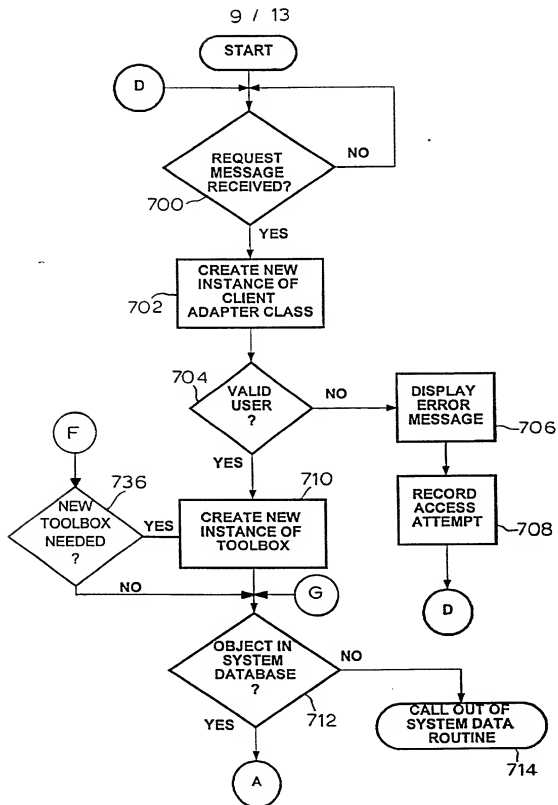 9 / 13
START
D
REQUEST
MESSAGE
RECEIVED?
NO
700
YES
CREATE NEW
INSTANCE OF
CLIENT
ADAPTER CLASS
702
704
VALID
USER
?
NO
DISPLAY
ERROR
MESSAGE
706
F
YES
736
710
NEW
TOOLBOX
NEEDED
?
YES
CREATE NEW
INSTANCE OF
TOOLBOX
RECORD
ACCESS
ATTEMPT
708
NO
G
D
OBJECT IN
SYSTEM
DATABASE
?
NO
YES
712
CALL OUT OF
SYSTEM DATA
ROUTINE
714
A